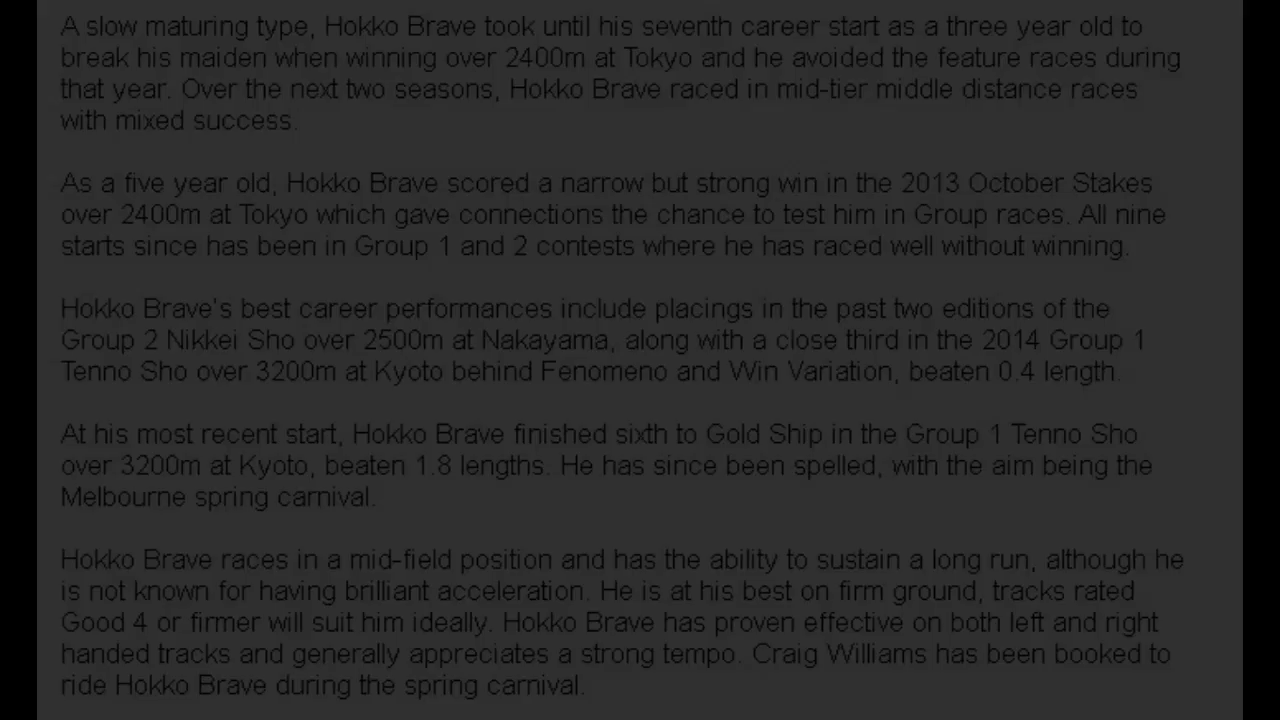 A slow maturing type, Hokko Brave took until his seventh career start as a three year old to
break his maiden when winning over 2400m at Tokyo and he avoided the feature races during
that year. Over the next two seasons, Hokko Brave raced in mid-tier middle distance races
with mixed success.
As a five year old, Hokko Brave scored a narrow but strong win in the 2013 October Stakes
over 2400m at Tokyo which gave connections the chance to test him in Group races. All nine
starts since has been in Group 1 and 2 contests where he has raced well without winning.
Hokko Brave's best career performances include placings in the past two editions of the
Group 2 Nikkei Sho over 2500m at Nakayama, along with a close third in the 2014 Group 1
Tenno Sho over 3200m at Kyoto behind Fenomeno and Win Variation, beaten 0.4 length.
At his most recent start, Hokko Brave finished sixth to Gold Ship in the Group 1 Tenno Sho
over 3200m at Kyoto, beaten 1.8 lengths. He has since been spelled, with the aim being the
Melbourne spring carnival.
Hokko Brave races in a mid-field position and has the ability to sustain a long run, although he
is not known for having brilliant acceleration. He is at his best on firm ground, tracks rated
Good 4 or firmer will suit him ideally. Hokko Brave has proven effective on both left and right
handed tracks and generally appreciates a strong tempo. Craig Williams has been booked to
ride Hokko Brave during the spring carnival.